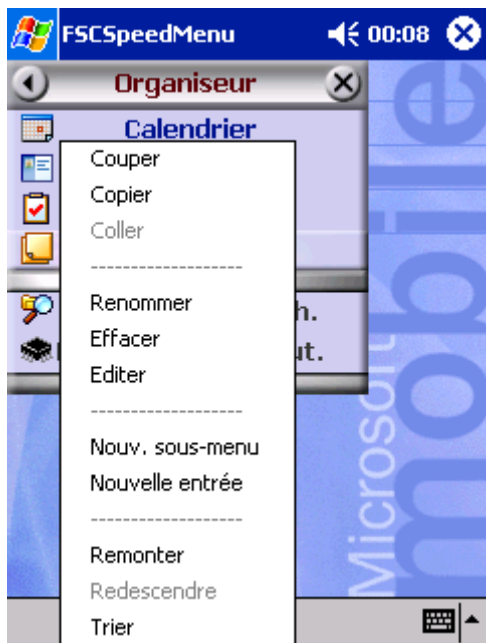 FSCSpeedMenu 00:08
Organiseur
Calendrier
Couper
Copier
Coller
-------------------
Renommer
h.
Effacer
ut.
Editer
-------------------
Nouv. sous-menu
Nouvelle entrée
-------------------
Remonter
Redescendre
Trier
Microsoft
mobile